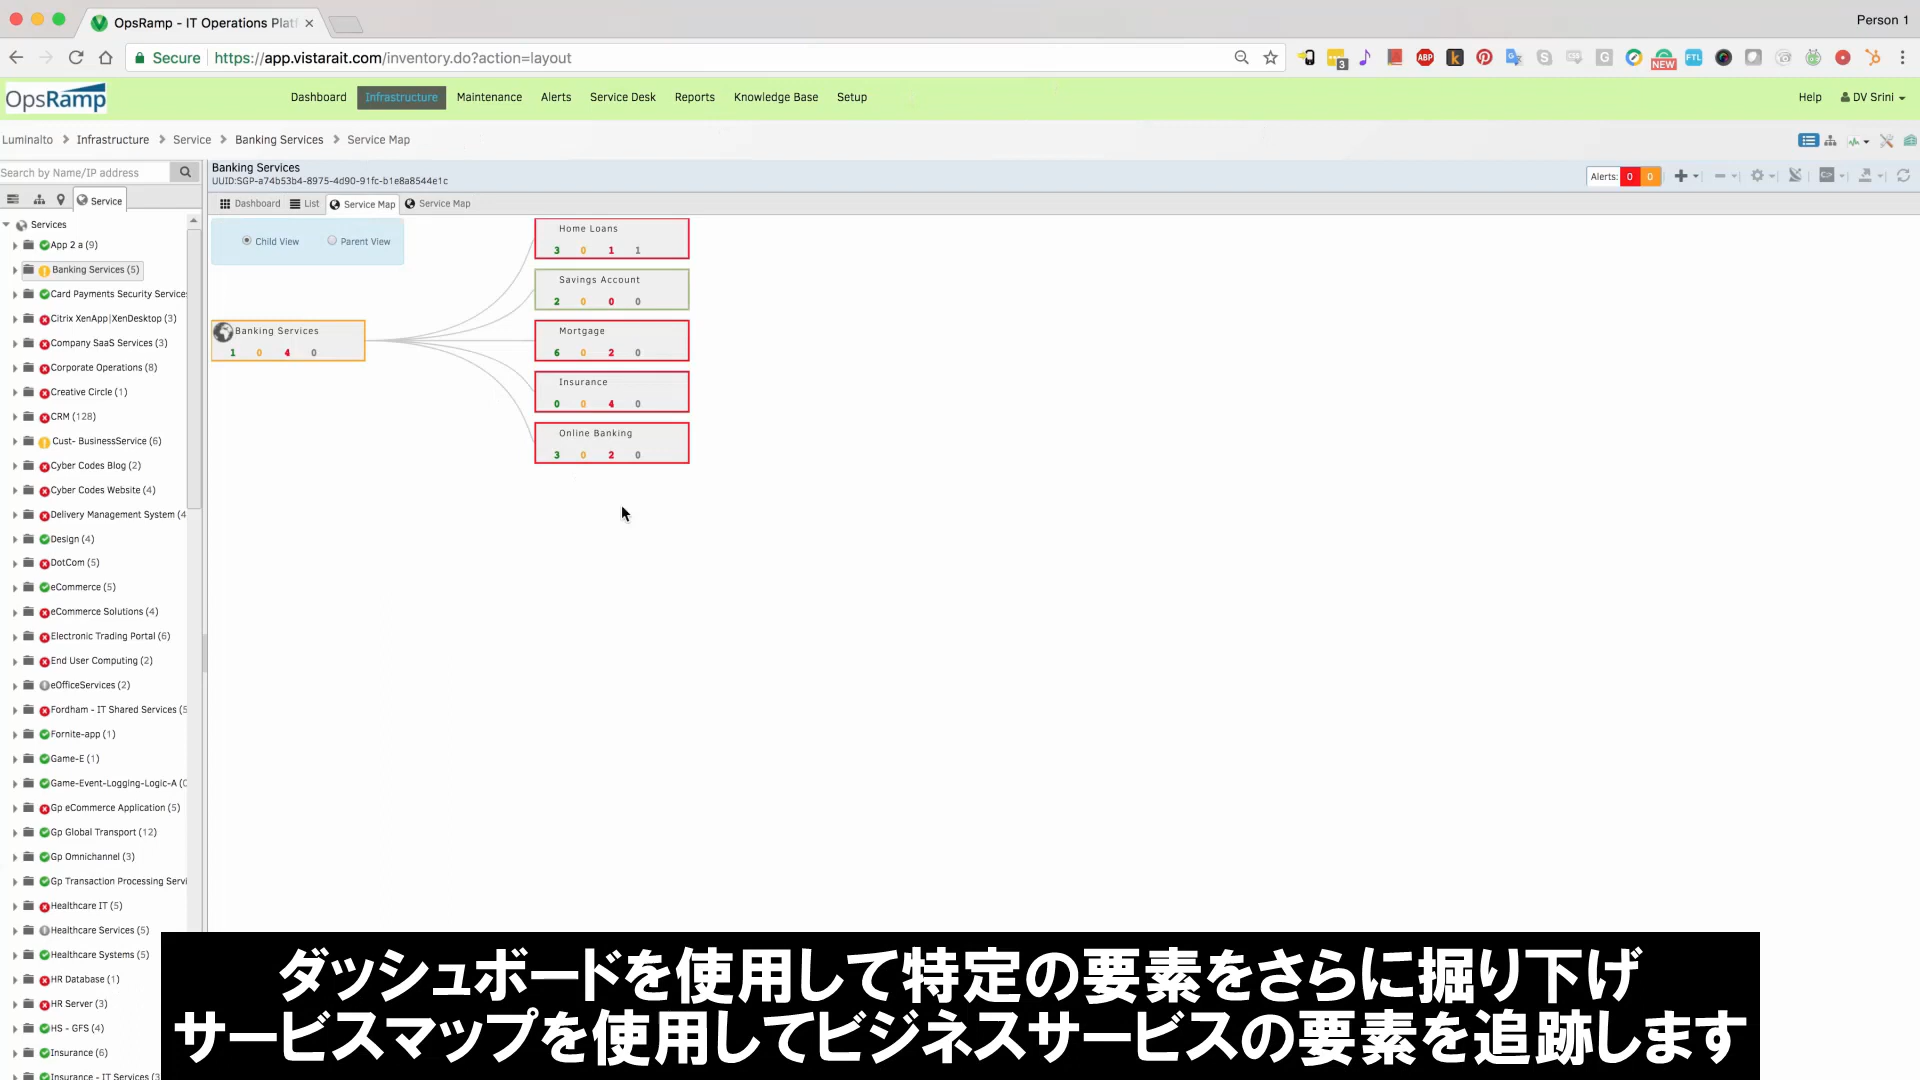 OpsRamp - IT Operations Plat
Person 1
Secure https://app.vistarait.com/inventory.do?action=layout
3
ABP
k
G
NEW
FTL
S
OpsRamp
Dashboard Infrastructure Maintenance Alerts Service Desk Reports Knowledge Base Setup
Help DV Srini
Luminalto > Infrastructure > Service > Banking Services > Service Map
Search by Name/IP address
Banking Services
UUID:SGP-a74b53b4-8975-4d90-91fc-b1e8a8544e1c
Alerts: 0 0
Service
Dashboard List Service Map Service Map
Services
App 2 a (9)
Banking Services (5)
Card Payments Security Services
Citrix XenApp|XenDesktop (3)
Company SaaS Services (3)
Corporate Operations (8)
Creative Circle (1)
CRM (128)
Cust- BusinessService (6)
Cyber Codes Blog (2)
Cyber Codes Website (4)
Delivery Management System (4
Design (4)
DotCom (5)
eCommerce (5)
eCommerce Solutions (4)
Electronic Trading Portal (6)
End User Computing (2)
eOfficeServices (2)
Fordham - IT Shared Services (5
Fornite-app (1)
Game-E (1)
Game-Event-Logging-Logic-A (0
Gp eCommerce Application (5)
Gp Global Transport (12)
Gp Omnichannel (3)
Gp Transaction Processing Servi
Healthcare IT (5)
Healthcare Services (5)
Healthcare Systems (5)
HR Database (1)
HR Server (3)
HS - GFS (4)
Insurance (6)
Insurance - IT Services (3
Child View Parent View
Banking Services
1 0 4 0
Home Loans
3 0 1 1
Savings Account
2 0 0 0
Mortgage
6 0 2 0
Insurance
0 0 4 0
Online Banking
3 0 2 0
ダッシュボードを使用して特定の要素をさらに掘り下げ
サービスマップを使用してビジネスサービスの要素を追跡します